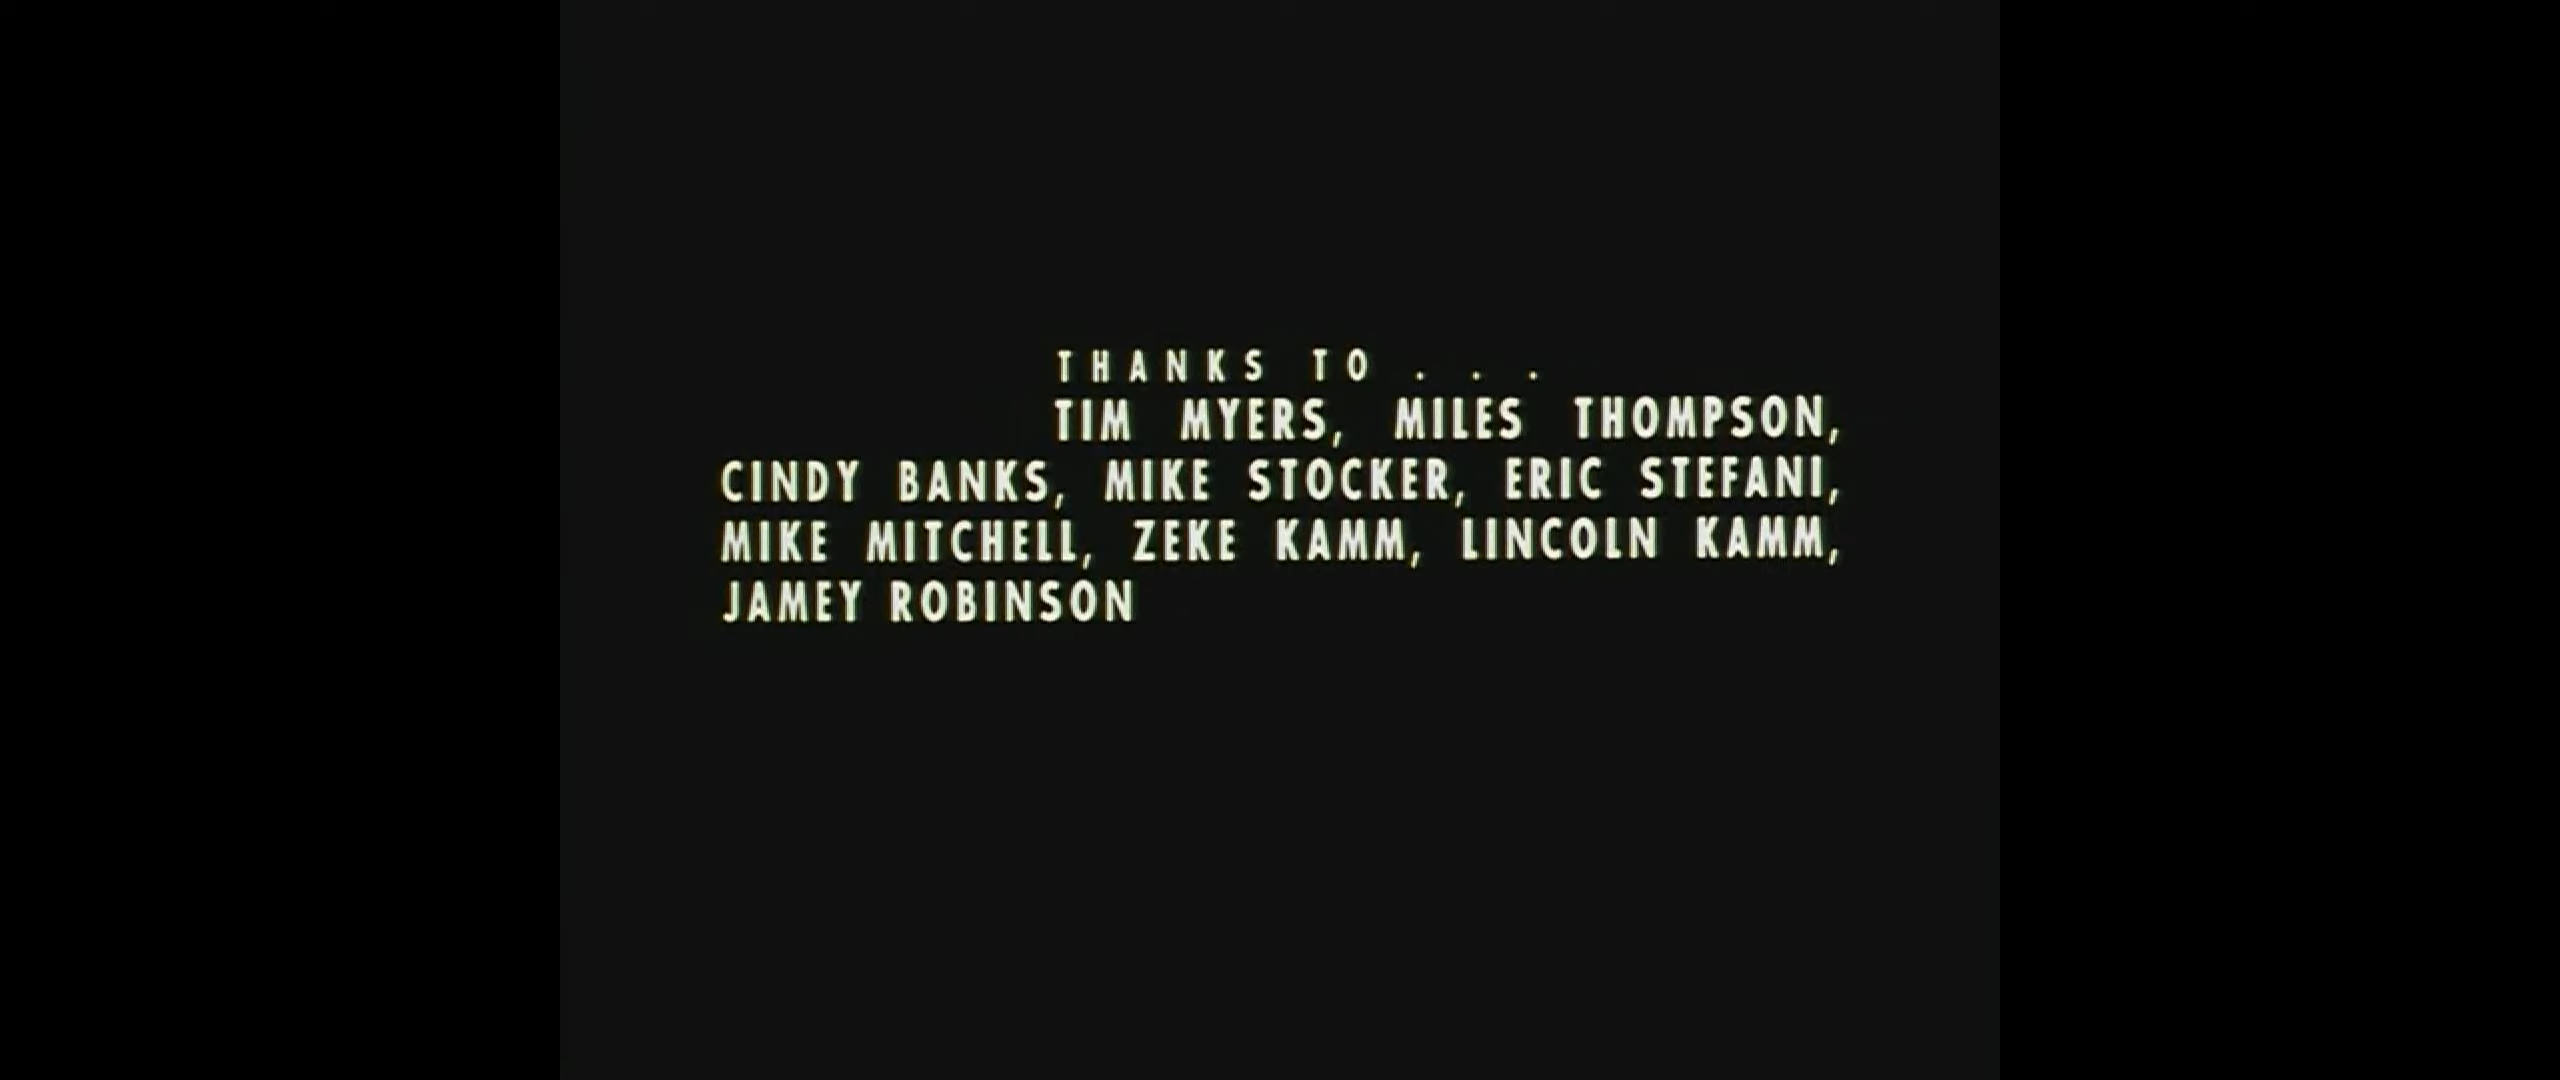 THANKS TO . . .
TIM MYERS, MILES THOMPSON,
CINDY BANKS, MIKE STOCKER, ERIC STEFANI,
MIKE MITCHELL, ZEKE KAMM, LINCOLN KAMM,
JAMEY ROBINSON